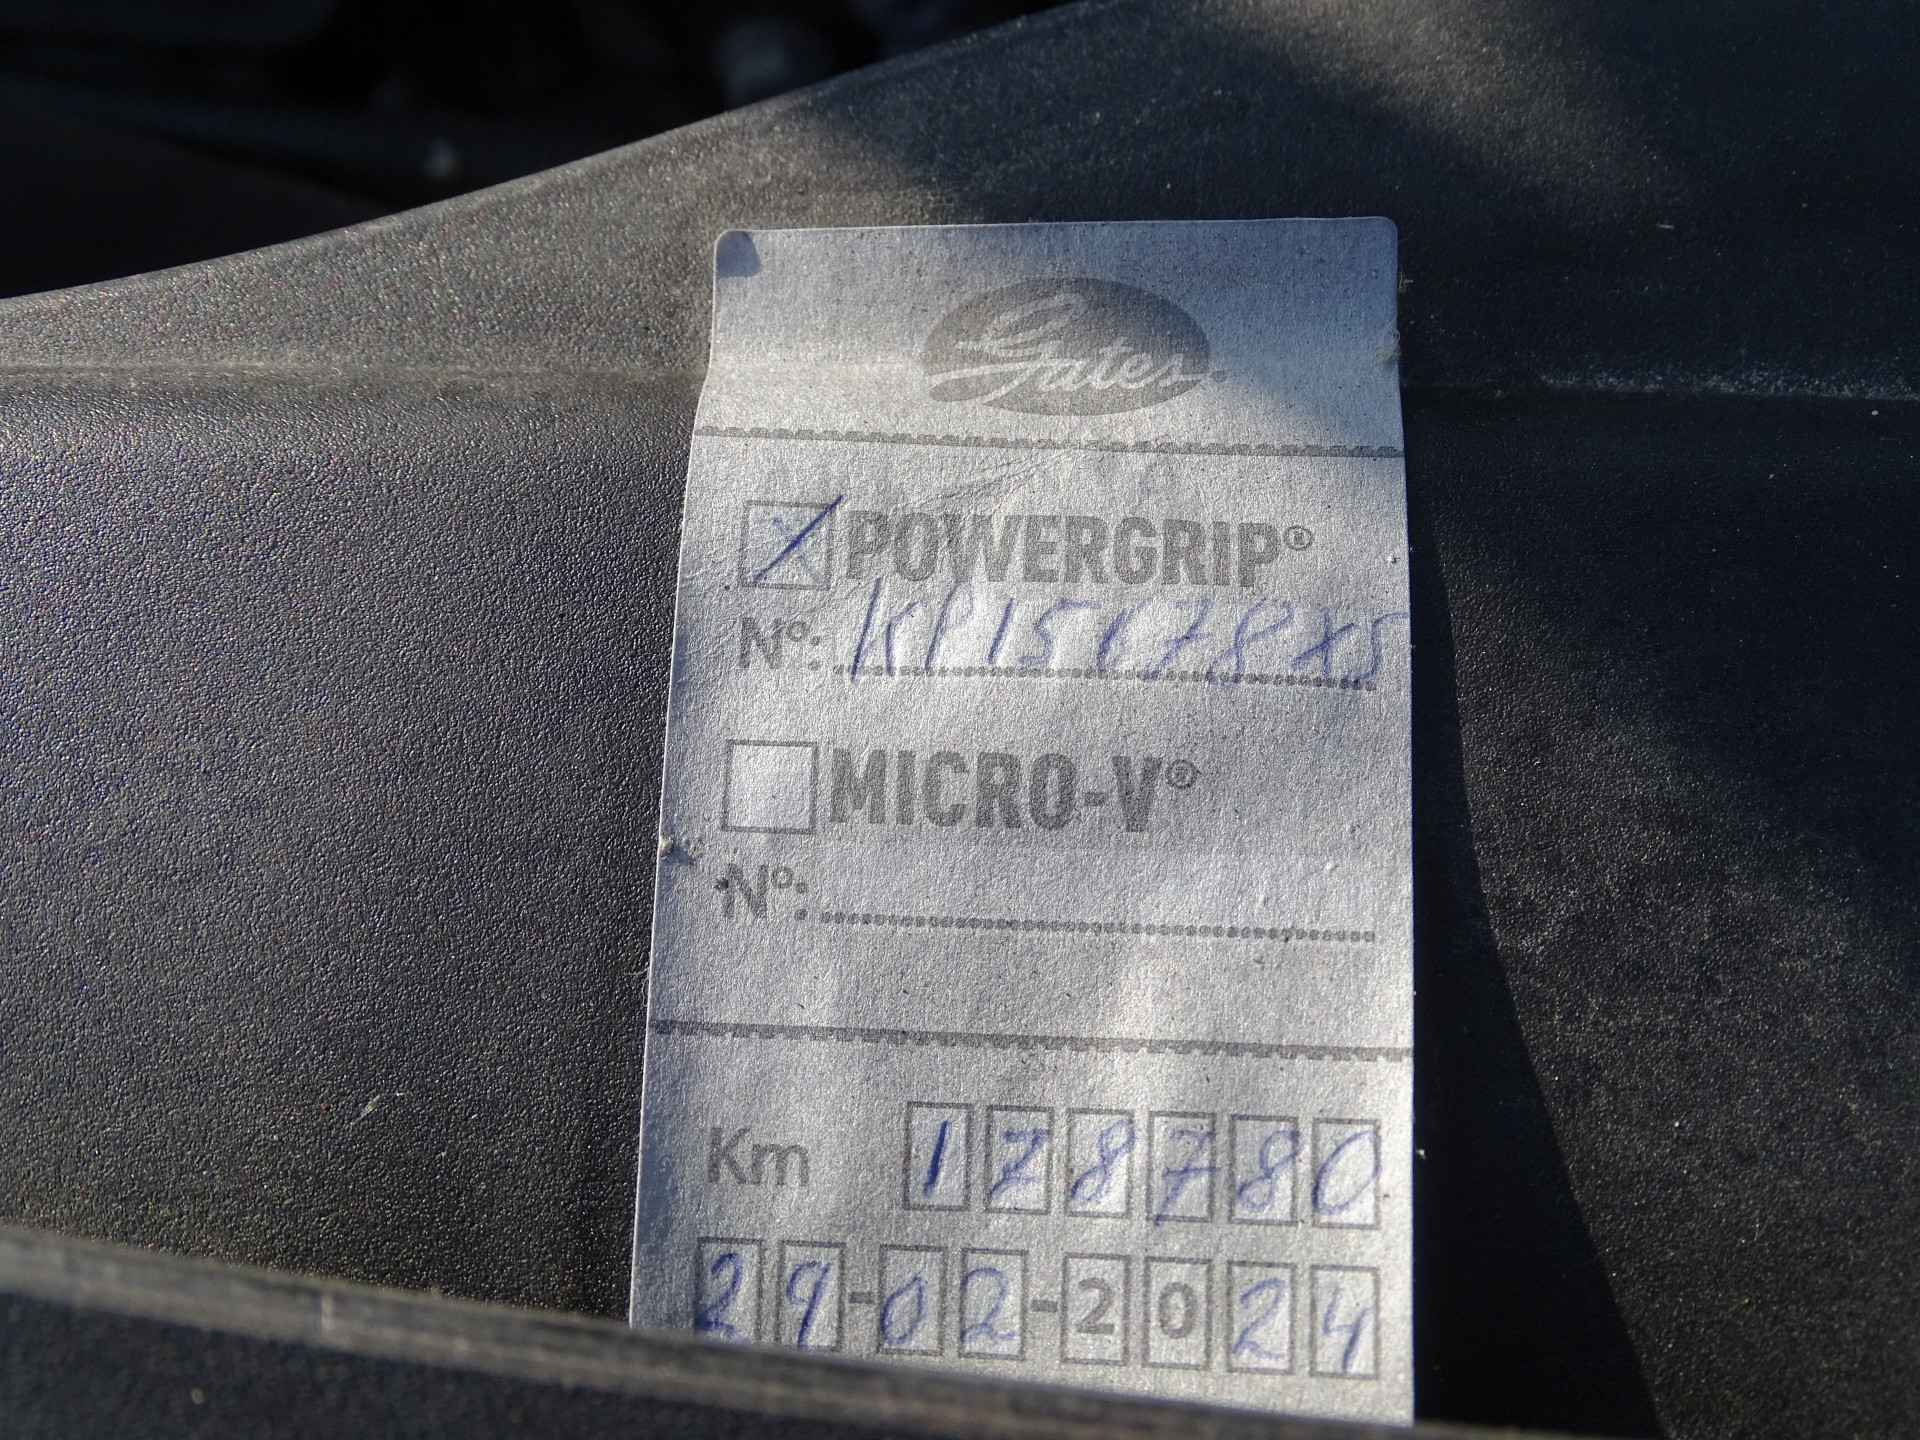 Gates
X POWERGRIP®
Nº: KP15678XS
MICRO-V®
Nº:
Km 178780
29-02-2024